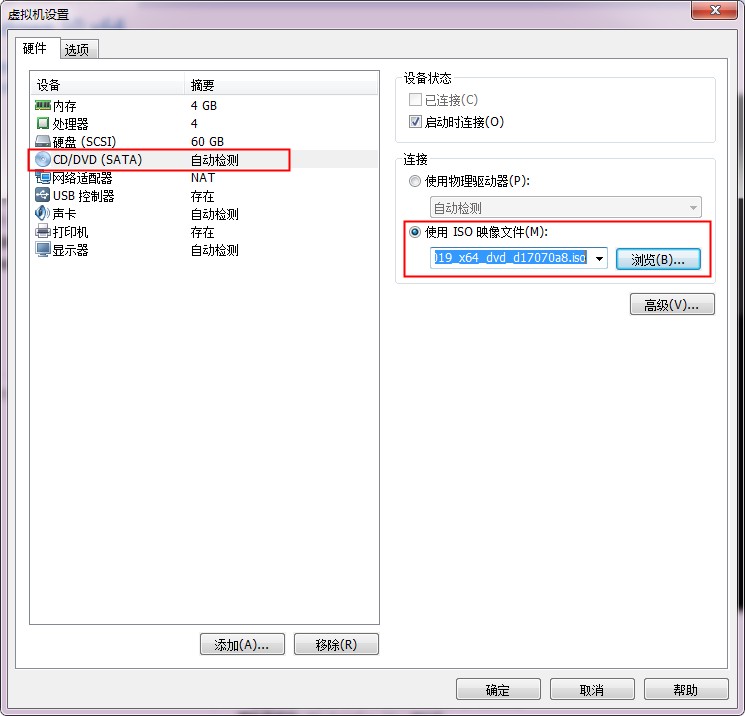 虚拟机设置
硬件 选项
设备 摘要
内存 4 GB
处理器 4
硬盘 (SCSI) 60 GB
CD/DVD (SATA) 自动检测
网络适配器 NAT
USB 控制器 存在
声卡 自动检测
打印机 存在
显示器 自动检测
添加(A)... 移除(R)
设备状态
已连接(C)
启动时连接(O)
连接
使用物理驱动器(P):
自动检测
使用 ISO 映像文件(M):
019_x64_dvd_d17070a8.iso 浏览(B)...
高级(V)...
确定 取消 帮助